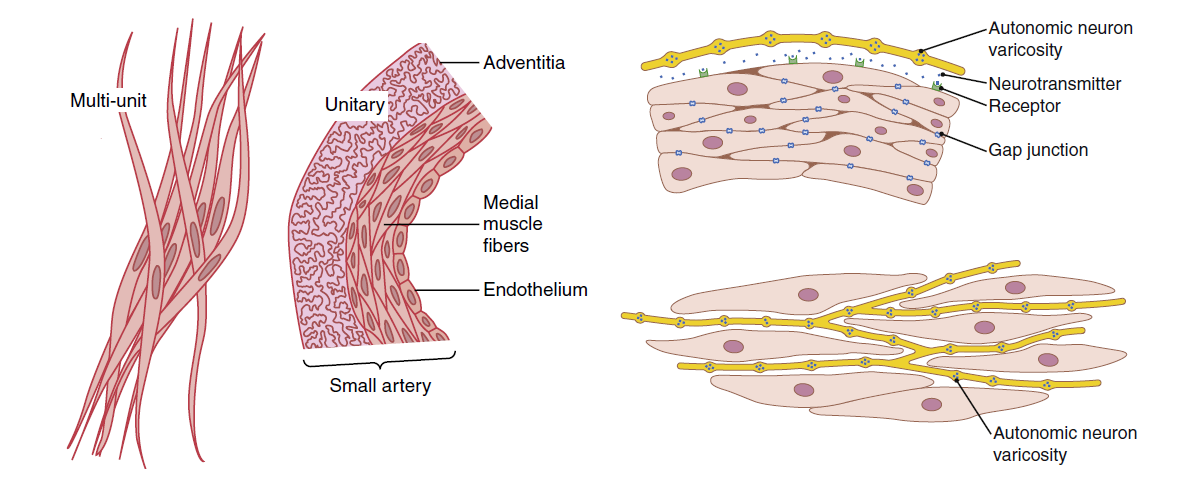 Multi-unit
Unitary
Adventitia
Medial
muscle
fibers
Endothelium
Small artery
Autonomic neuron
varicosity
Neurotransmitter
Receptor
Gap junction
Autonomic neuron
varicosity